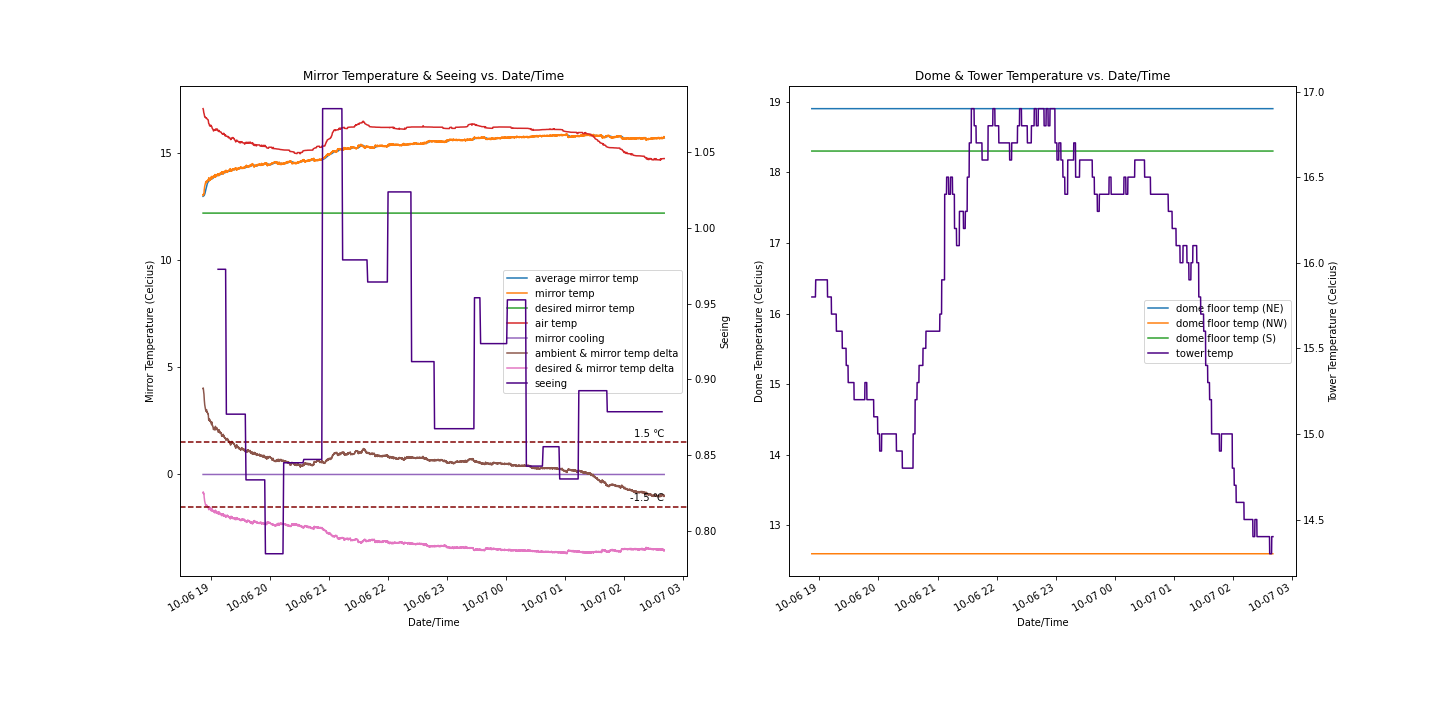 Mirror Temperature & Seeing vs. Date/Time
Mirror Temperature (Celcius)
15
10
5
0
1.05
1.00
0.95
0.90
0.85
0.80
Seeing
average mirror temp
mirror temp
desired mirror temp
air temp
mirror cooling
ambient & mirror temp delta
desired & mirror temp delta
seeing
1.5 °C
-1.5 °C
10-06 19
10-06 20
10-06 21
10-06 22
10-06 23
10-07 00
10-07 01
10-07 02
10-07 03
Date/Time
Dome & Tower Temperature vs. Date/Time
Dome Temperature (Celcius)
19
18
17
16
15
14
13
17.0
16.5
16.0
15.5
15.0
14.5
Tower Temperature (Celcius)
dome floor temp (NE)
dome floor temp (NW)
dome floor temp (S)
tower temp
10-06 19
10-06 20
10-06 21
10-06 22
10-06 23
10-07 00
10-07 01
10-07 02
10-07 03
Date/Time